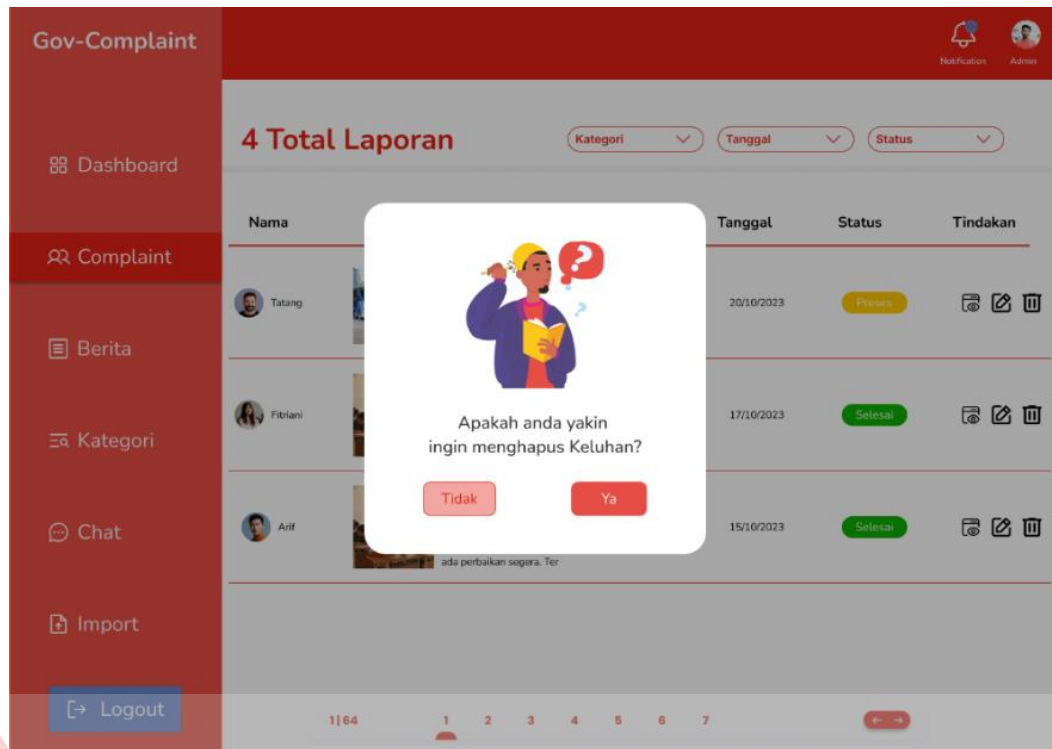 Gov-Complaint
Notification
Admin
4 Total Laporan
Kategori
Tanggal
Status
Dashboard
Complaint
Berita
Kategori
Chat
Import
Logout
Nama
Tanggal
Status
Tindakan
Tatang
20/10/2023
Proses
Fitriani
17/10/2023
Selesai
Arif
15/10/2023
Selesai
ada perbaikan segera. Ter
?
?
Apakah anda yakin
ingin menghapus Keluhan?
Tidak
Ya
1|64
1 2 3 4 5 6 7